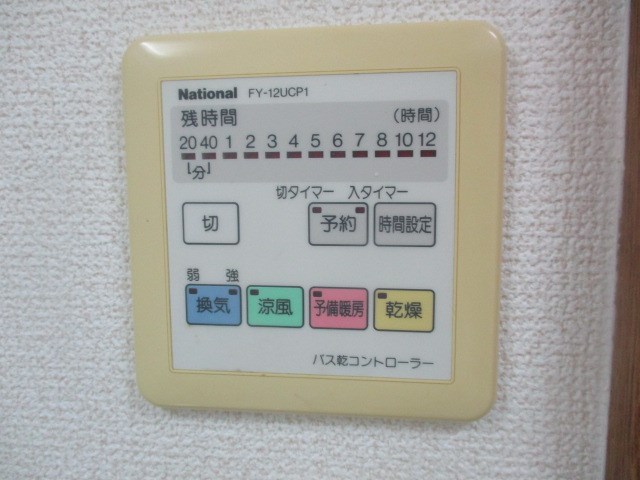 National FY-12UCP1
残時間 (時間)
20 40 1 2 3 4 5 6 7 8 10 12
分
切タイマー 入タイマー
切 予約 時間設定
弱 強
換気 涼風 予備暖房 乾燥
バス乾コントローラー